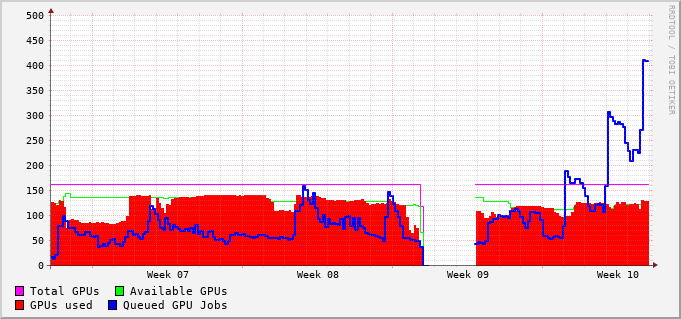 500
450
400
350
300
250
200
150
100
50
0
Week 07 Week 08 Week 09 Week 10
Total GPUs Available GPUs
GPUs used Queued GPU Jobs
RRDTOOL / TOBI OETIKER